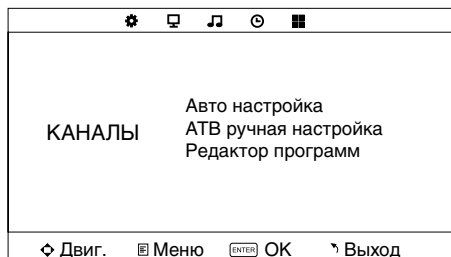 КАНАЛЫ
Авто настройка
АТВ ручная настройка
Редактор программ
Двиг. Меню ENTER OK Выход